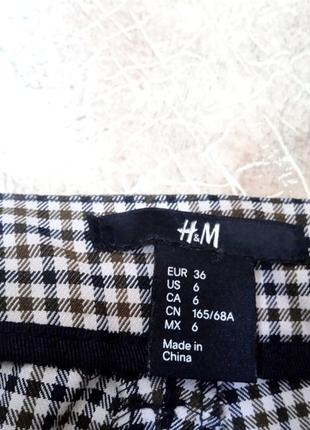 H&M
EUR 36
US 6
CA 6
CN 165/68A
MX 6
Made in
China